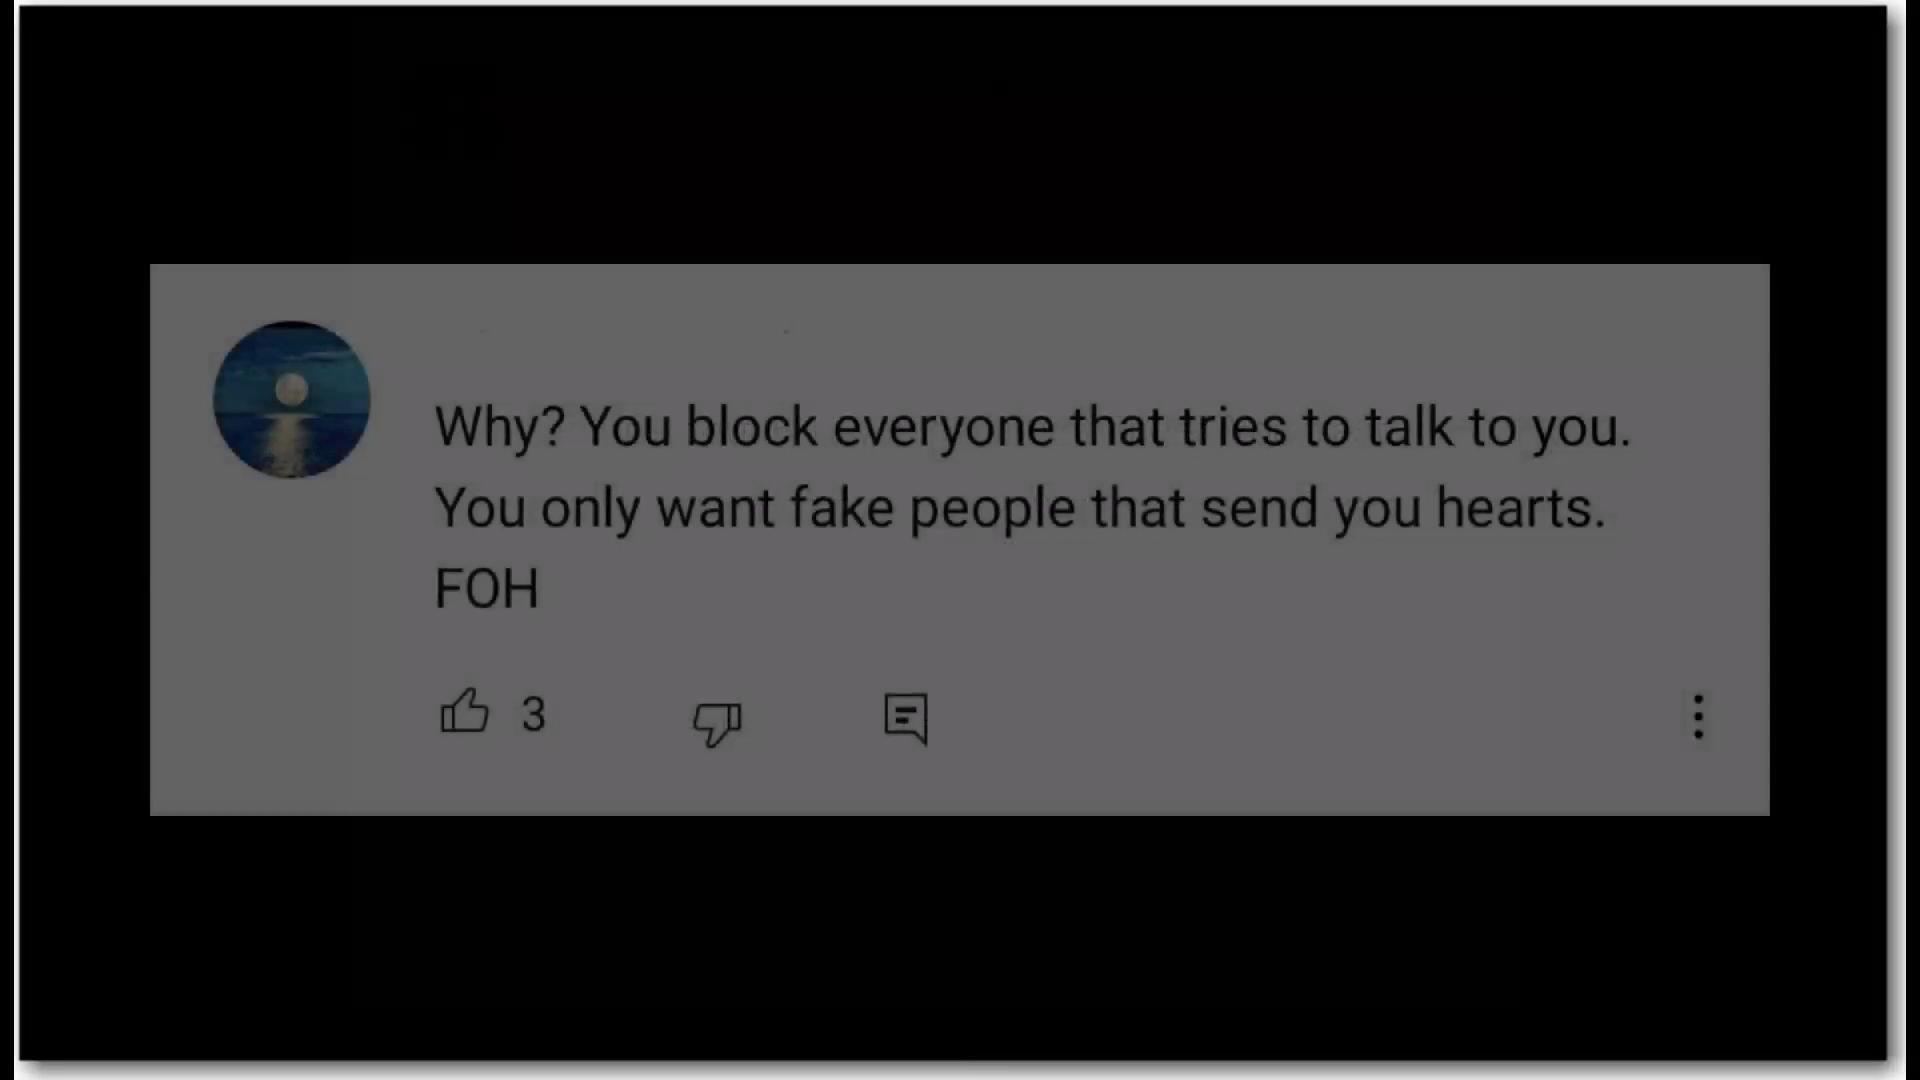 Why? You block everyone that tries to talk to you.
You only want fake people that send you hearts.
FOH
3